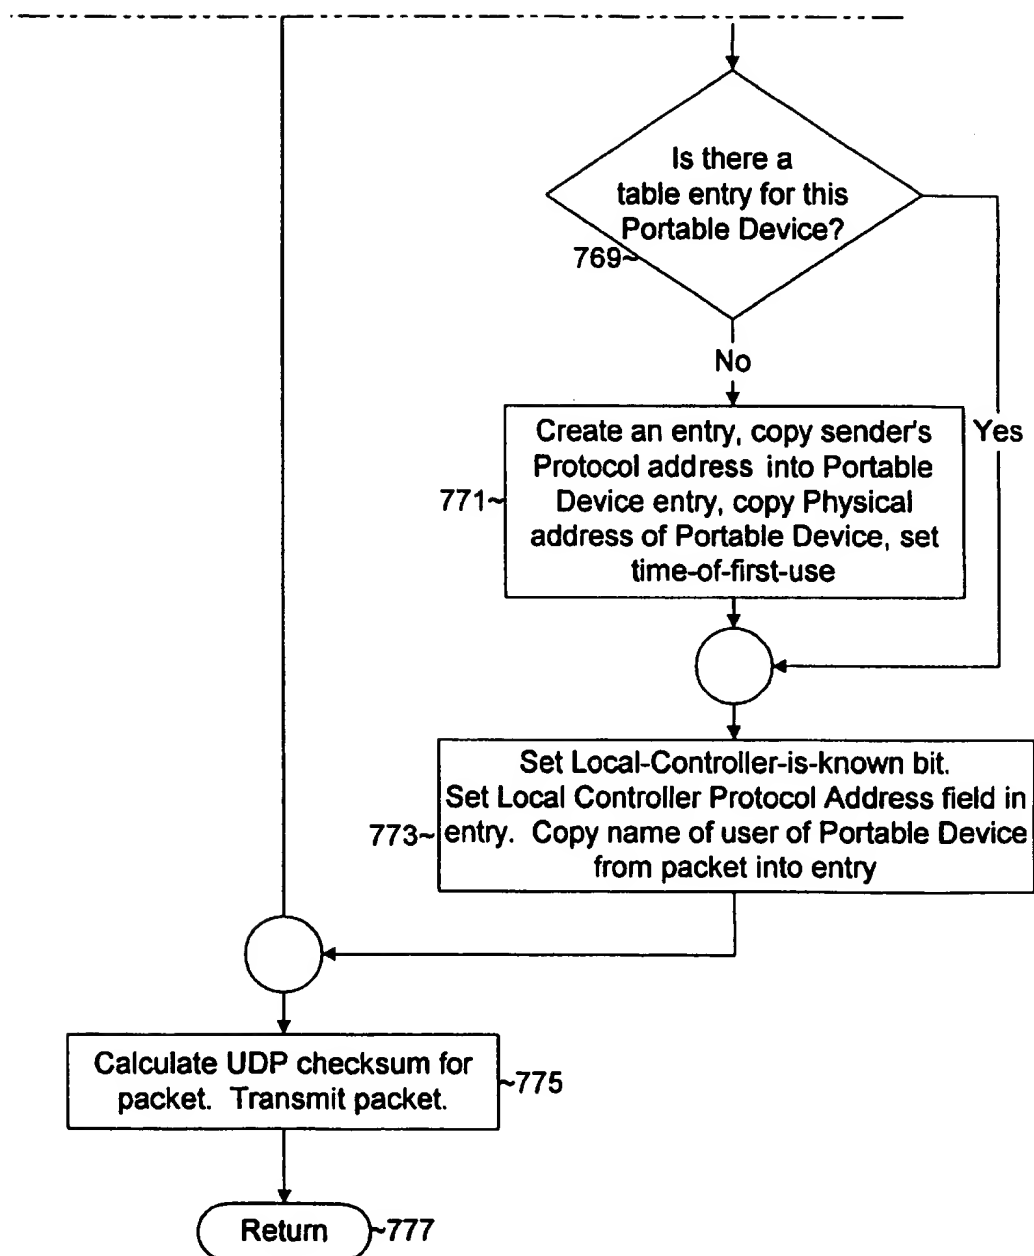 Is there a
table entry for this
Portable Device?
769~
No
Yes
Create an entry, copy sender's
Protocol address into Portable
Device entry, copy Physical
address of Portable Device, set
time-of-first-use
771~
Set Local-Controller-is-known bit.
Set Local Controller Protocol Address field in
entry. Copy name of user of Portable Device
from packet into entry
773~
Calculate UDP checksum for
packet. Transmit packet.
~775
Return
~777